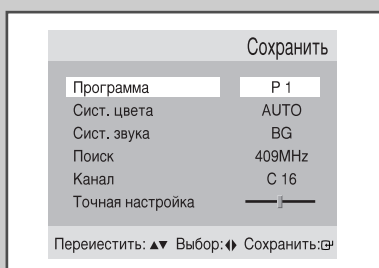 Сохранить
Программа P 1
Сист. цвета AUTO
Сист. звука BG
Поиск 409MHz
Канал C 16
Точная настройка
Переиестить: ▲▼ Выбор: ◀▶ Сохранить: